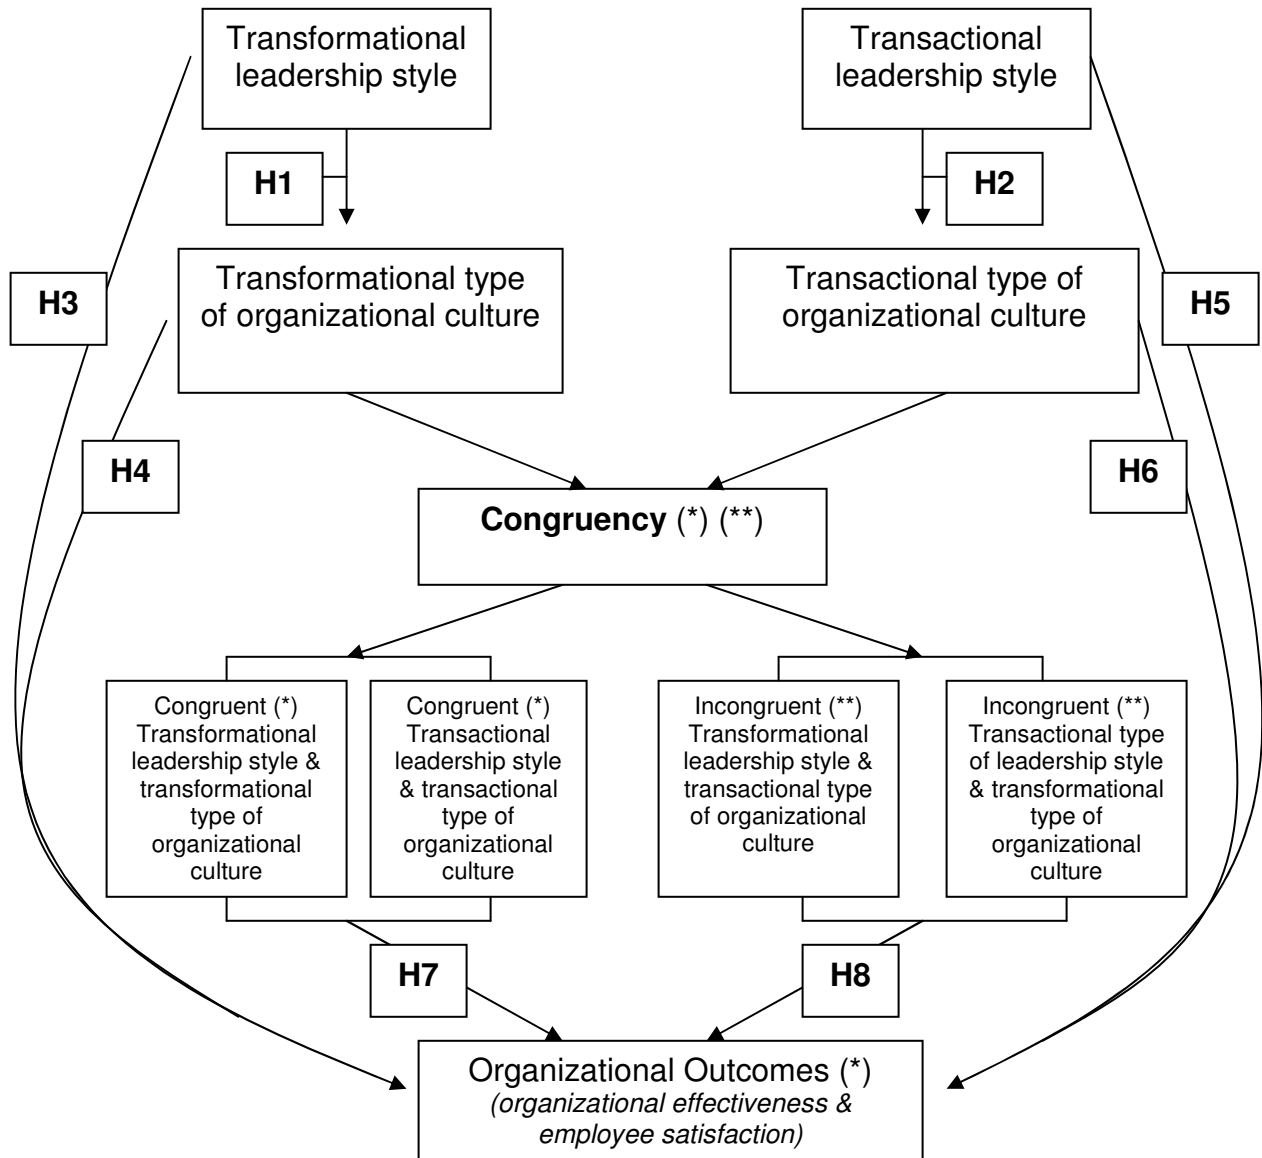 Transformational
leadership style
Transactional
leadership style
H1
H2
H3
Transformational type
of organizational culture
Transactional type of
organizational culture
H5
H4
H6
Congruency (*) (**)
Congruent (*)
Transformational
leadership style &
transformational
type of
organizational
culture
Congruent (*)
Transactional
leadership style
& transactional
type of
organizational
culture
Incongruent (**)
Transformational
leadership style &
transactional type
of organizational
culture
Incongruent (**)
Transactional type
of leadership style
& transformational
type of
organizational
culture
H7
H8
Organizational Outcomes (*)
(organizational effectiveness &
employee satisfaction)